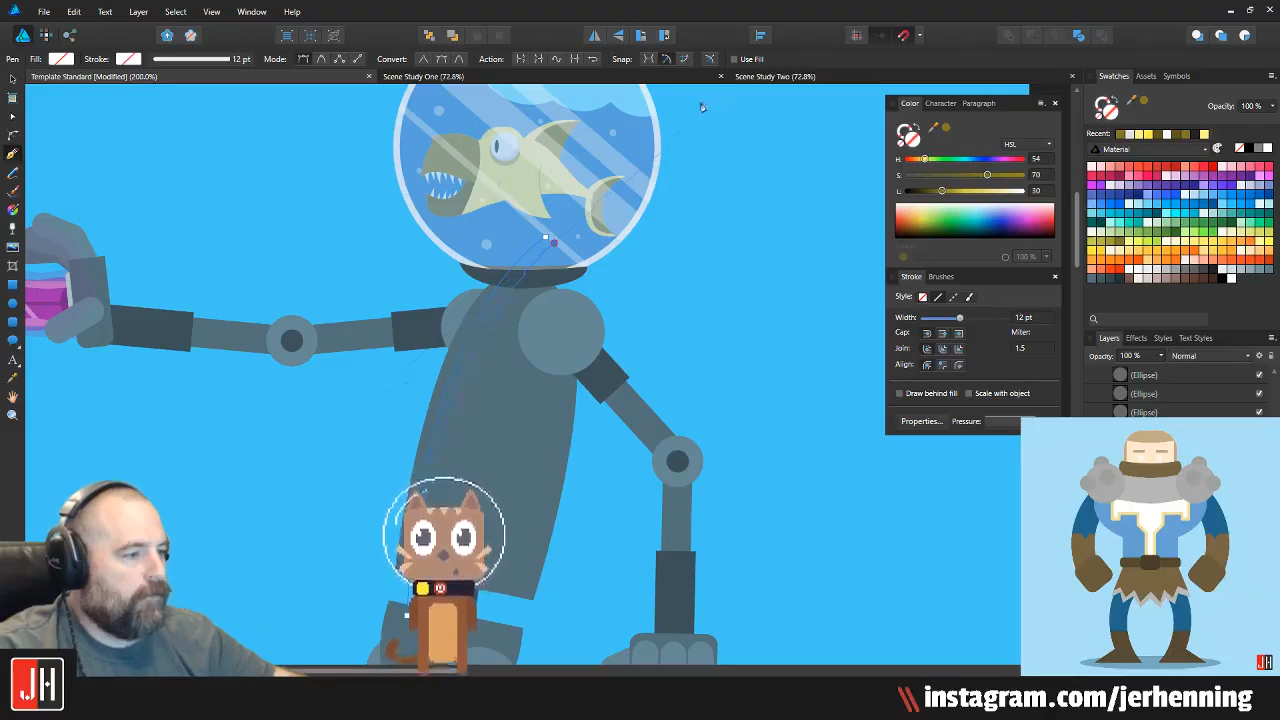 File Edit Text Layer Select View Window Help
Pen Fill: Stroke: 12 pt Mode: Convert: Action: Snap: Use Fill
Template Standard [Modified] (200.0%) Scene Study One (72.8%) Scene Study Two (72.8%)
Color Character Paragraph
HSL
H: 54
S: 70
L: 30
Opacity
100 %
Stroke Brushes
Style:
Width: 12 pt
Cap: Miter:
Join: 1.5
Align:
Draw behind fill Scale with object
Properties... Pressure:
Swatches Assets Symbols
Opacity: 100 %
Recent:
Material
Layers Effects Styles Text Styles
Opacity: 100 % Normal
(Ellipse)
(Ellipse)
(Ellipse)
JH
JH
instagram.com/jerhenning